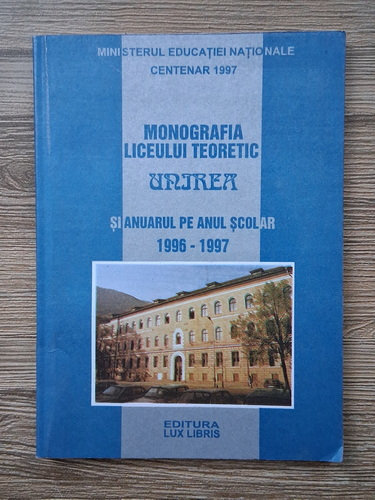 MINISTERUL EDUCAȚIEI NAȚIONALE
CENTENAR 1997
MONOGRAFIA
LICEULUI TEORETIC
UNIREA
ȘI ANUARUL PE ANUL ȘCOLAR
1996 - 1997
EDITURA
LUX LIBRIS